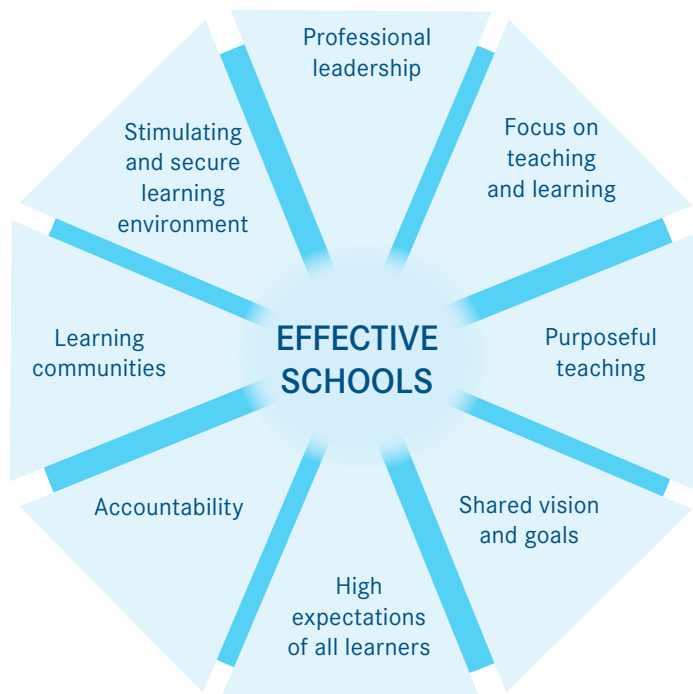 Professional
leadership
Focus on
teaching
and learning
Purposeful
teaching
Shared vision
and goals
High
expectations
of all learners
Accountability
Learning
communities
Stimulating
and secure
learning
environment
EFFECTIVE
SCHOOLS